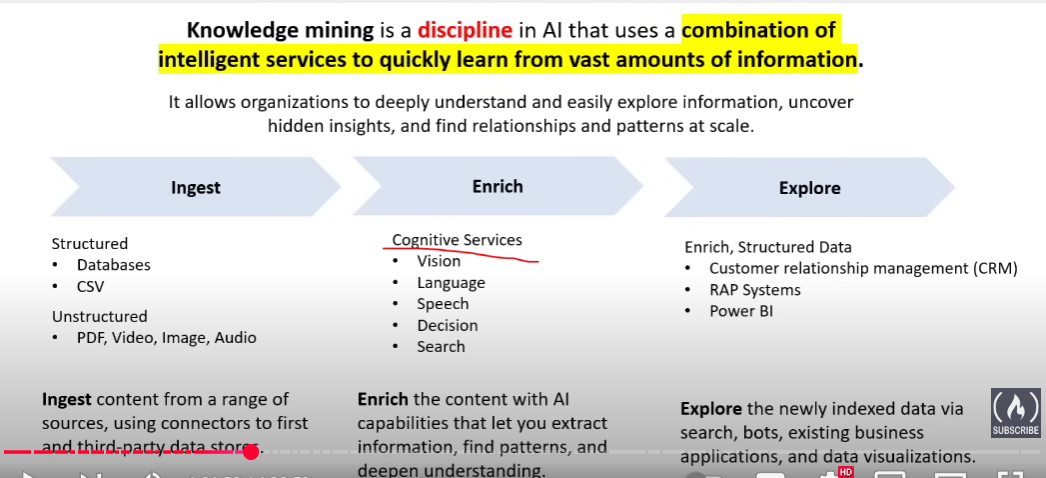 Knowledge mining is a discipline in AI that uses a combination of
intelligent services to quickly learn from vast amounts of information.
It allows organizations to deeply understand and easily explore information, uncover
hidden insights, and find relationships and patterns at scale.
Ingest
Enrich
Explore
Structured
• Databases
• CSV
Unstructured
• PDF, Video, Image, Audio
Cognitive Services
• Vision
• Language
• Speech
• Decision
• Search
Enrich, Structured Data
• Customer relationship management (CRM)
• RAP Systems
• Power BI
Ingest content from a range of
sources, using connectors to first
and third-party data stores.
Enrich the content with AI
capabilities that let you extract
information, find patterns, and
deepen understanding.
Explore the newly indexed data via
search, bots, existing business
applications, and data visualizations.
SUBSCRIBE
HD